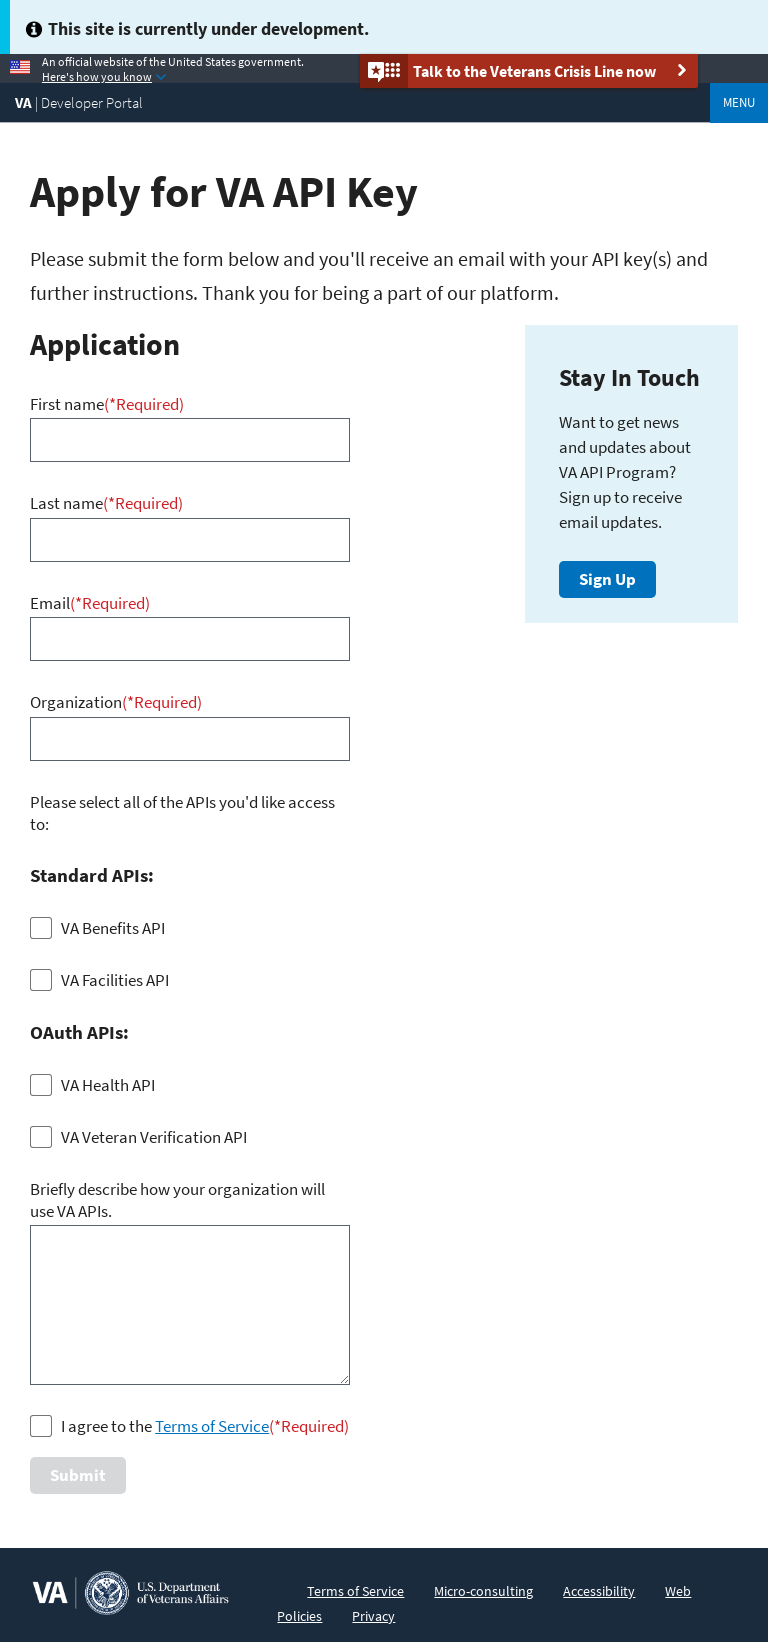 This site is currently under development.
An official website of the United States government.
Here's how you know
Talk to the Veterans Crisis Line now
VA | Developer Portal
MENU
Apply for VA API Key
Please submit the form below and you'll receive an email with your API key(s) and
further instructions. Thank you for being a part of our platform.
Application
First name(*Required)
Last name(*Required)
Email(*Required)
Organization(*Required)
Please select all of the APIs you'd like access
to:
Standard APIs:
VA Benefits API
VA Facilities API
OAuth APIs:
VA Health API
VA Veteran Verification API
Briefly describe how your organization will
use VA APIs.
I agree to the Terms of Service(*Required)
Submit
Stay In Touch
Want to get news
and updates about
VA API Program?
Sign up to receive
email updates.
Sign Up
VA
U.S. Department
of Veterans Affairs
Terms of Service Micro-consulting Accessibility Web
Policies Privacy